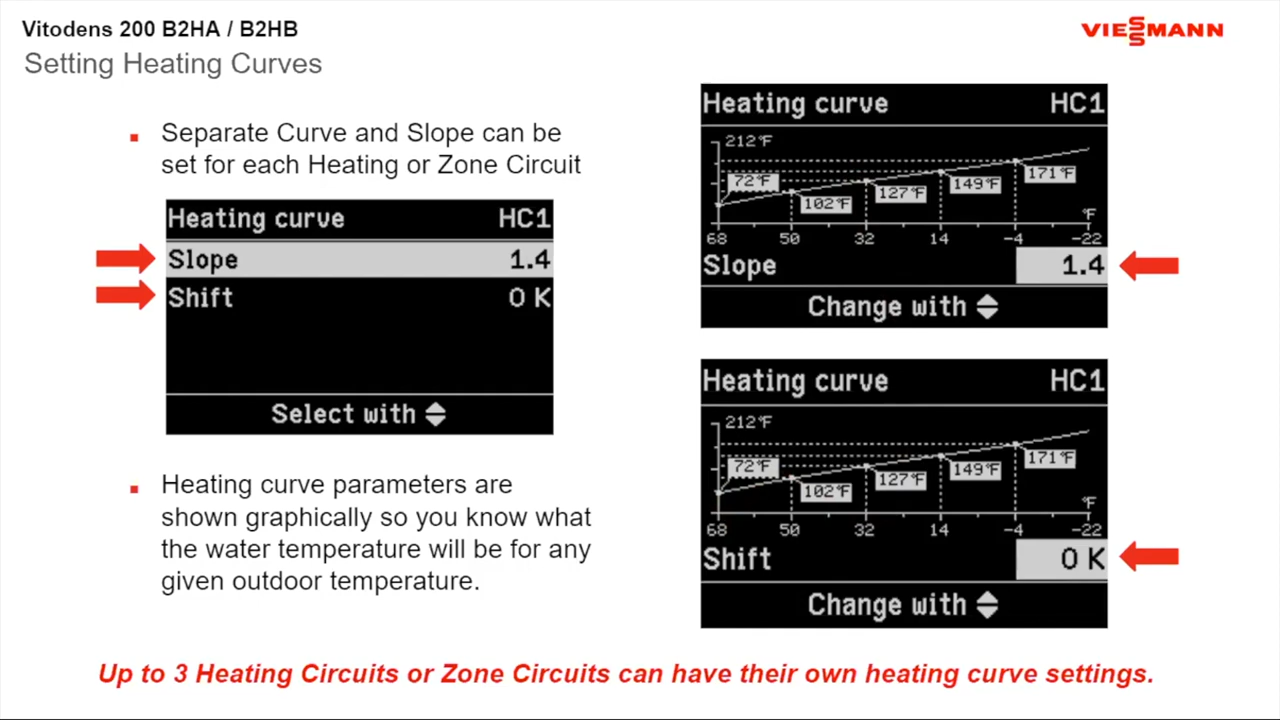 Vitodens 200 B2HA / B2HB
VIESSMANN
Setting Heating Curves
Separate Curve and Slope can be
set for each Heating or Zone Circuit
Heating curve HC1
Slope 1.4
Shift 0 K
Select with
Heating curve parameters are
shown graphically so you know what
the water temperature will be for any
given outdoor temperature.
Heating curve HC1
212°F
72°F 102°F 127°F 149°F 171°F
°F
68 50 32 14 -4 -22
Slope 1.4
Change with
Heating curve HC1
212°F
72°F 102°F 127°F 149°F 171°F
°F
68 50 32 14 -4 -22
Shift 0 K
Change with
Up to 3 Heating Circuits or Zone Circuits can have their own heating curve settings.